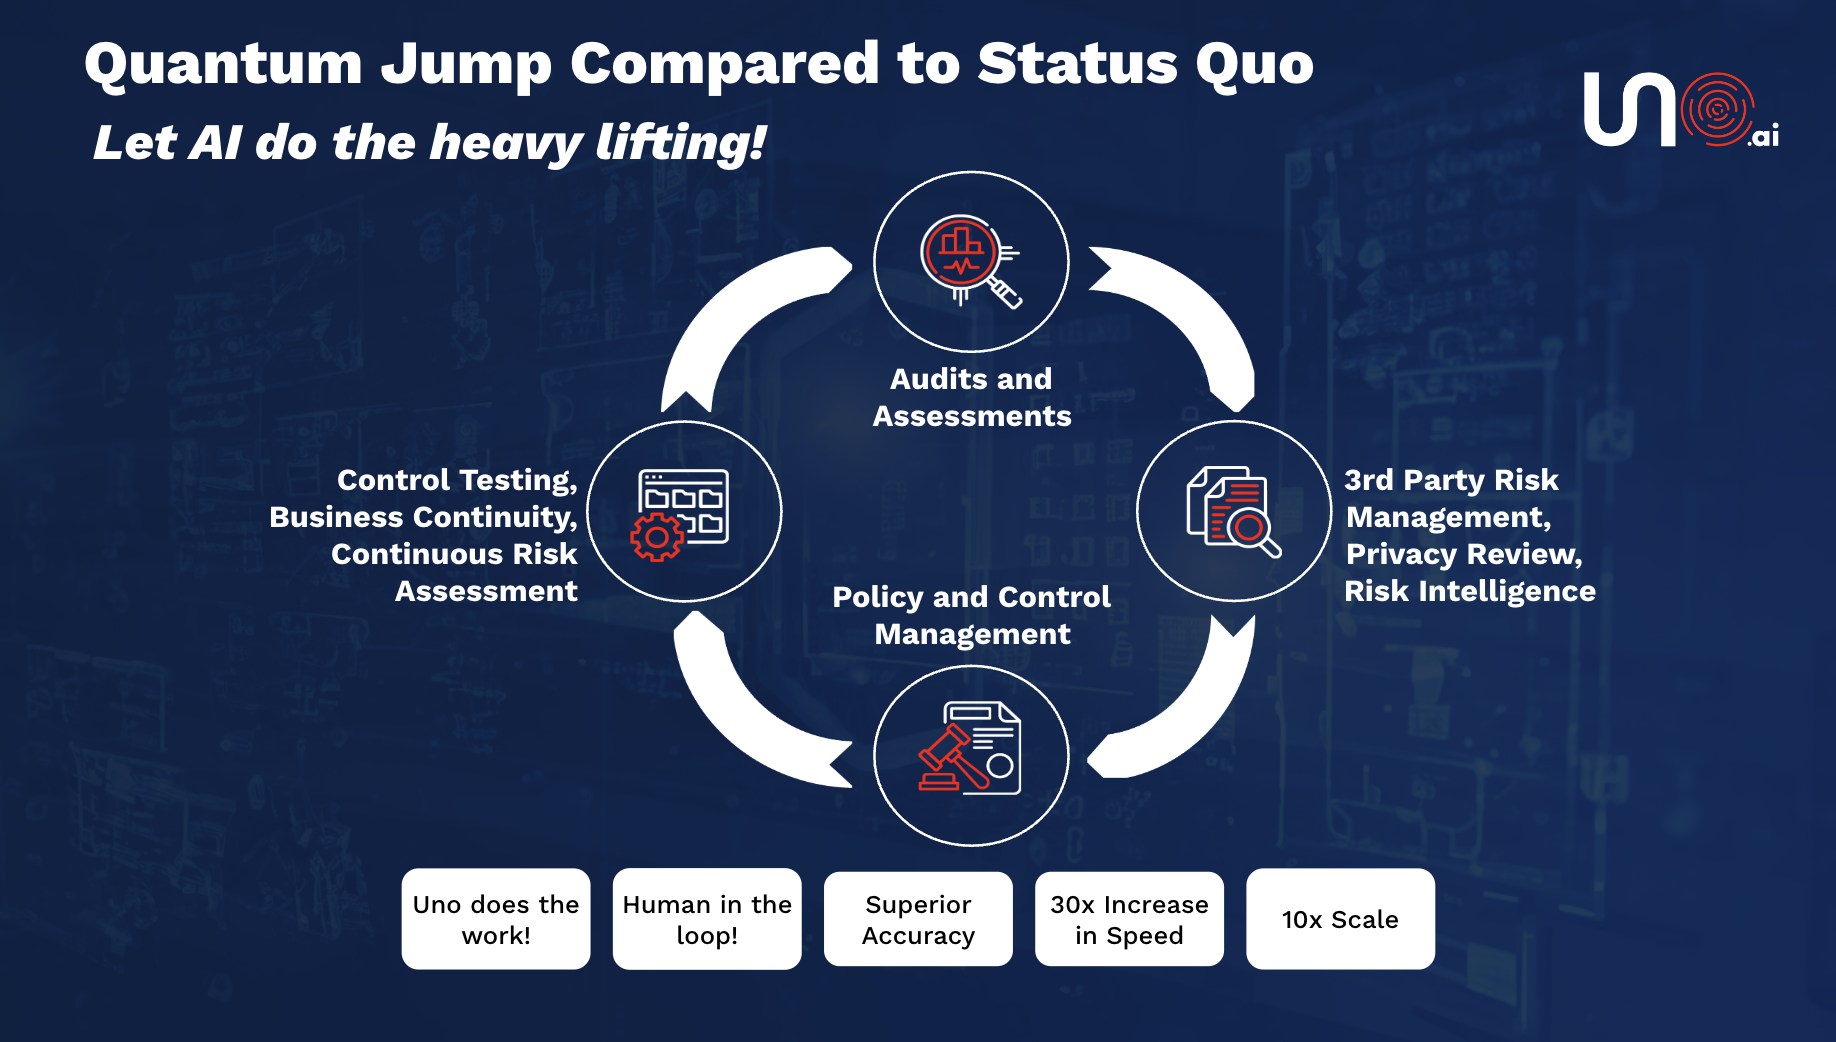 Quantum Jump Compared to Status Quo
Let AI do the heavy lifting!
uno.ai
Audits and
Assessments
Control Testing,
Business Continuity,
Continuous Risk
Assessment
3rd Party Risk
Management,
Privacy Review,
Risk Intelligence
Policy and Control
Management
Uno does the
work!
Human in the
loop!
Superior
Accuracy
30x Increase
in Speed
10x Scale